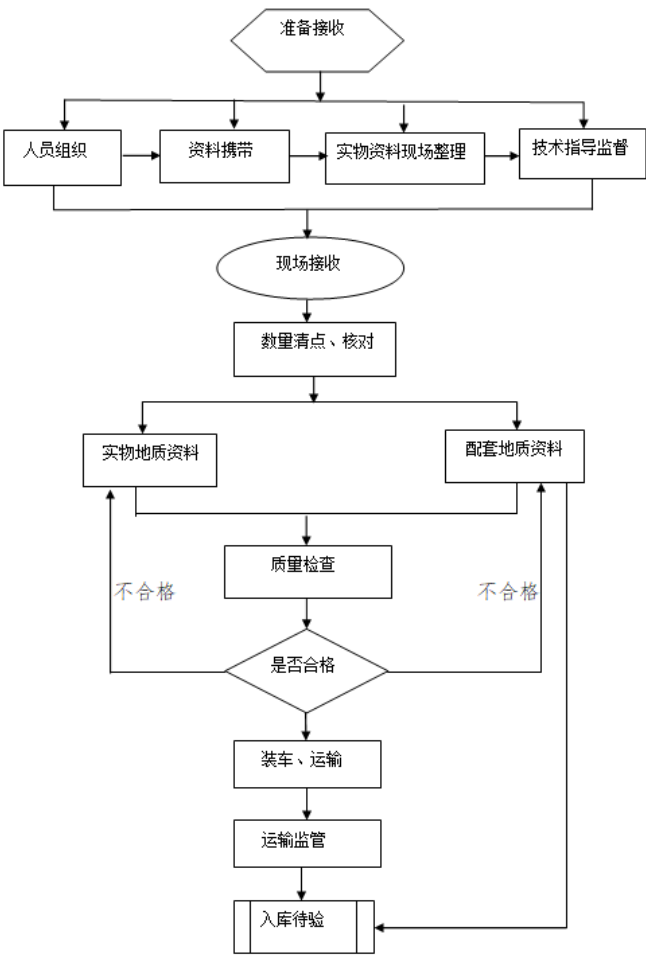 准备接收
人员组织
资料携带
实物资料现场整理
技术指导监督
现场接收
数量清点、核对
实物地质资料
配套地质资料
质量检查
不合格
不合格
是否合格
装车、运输
运输监管
入库待验